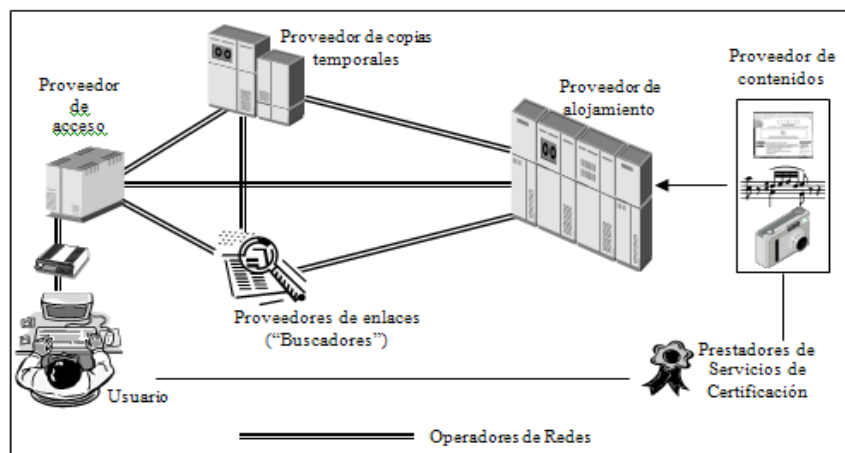 Proveedor de copias
temporales
Proveedor de
contenidos
Proveedor
de
acceso
Proveedor de
alojamiento
Proveedores de enlaces
(“Buscadores”)
Prestadores de
Servicios de
Certificación
Usuario
Operadores de Redes